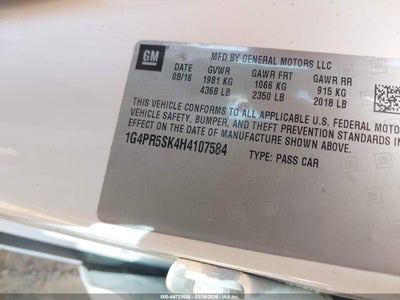 GM
MFD BY GENERAL MOTORS LLC
DATE GVWR GAWR FRT GAWR RR
08/16 1981 KG 1066 KG 915 KG
4368 LB 2350 LB 2018 LB
THIS VEHICLE CONFORMS TO ALL APPLICABLE U.S. FEDERAL MOTOR
VEHICLE SAFETY, BUMPER, AND THEFT PREVENTION STANDARDS IN
EFFECT ON THE DATE OF MANUFACTURE SHOWN ABOVE.
1G4PR5SK4H4107584 TYPE: PASS CAR